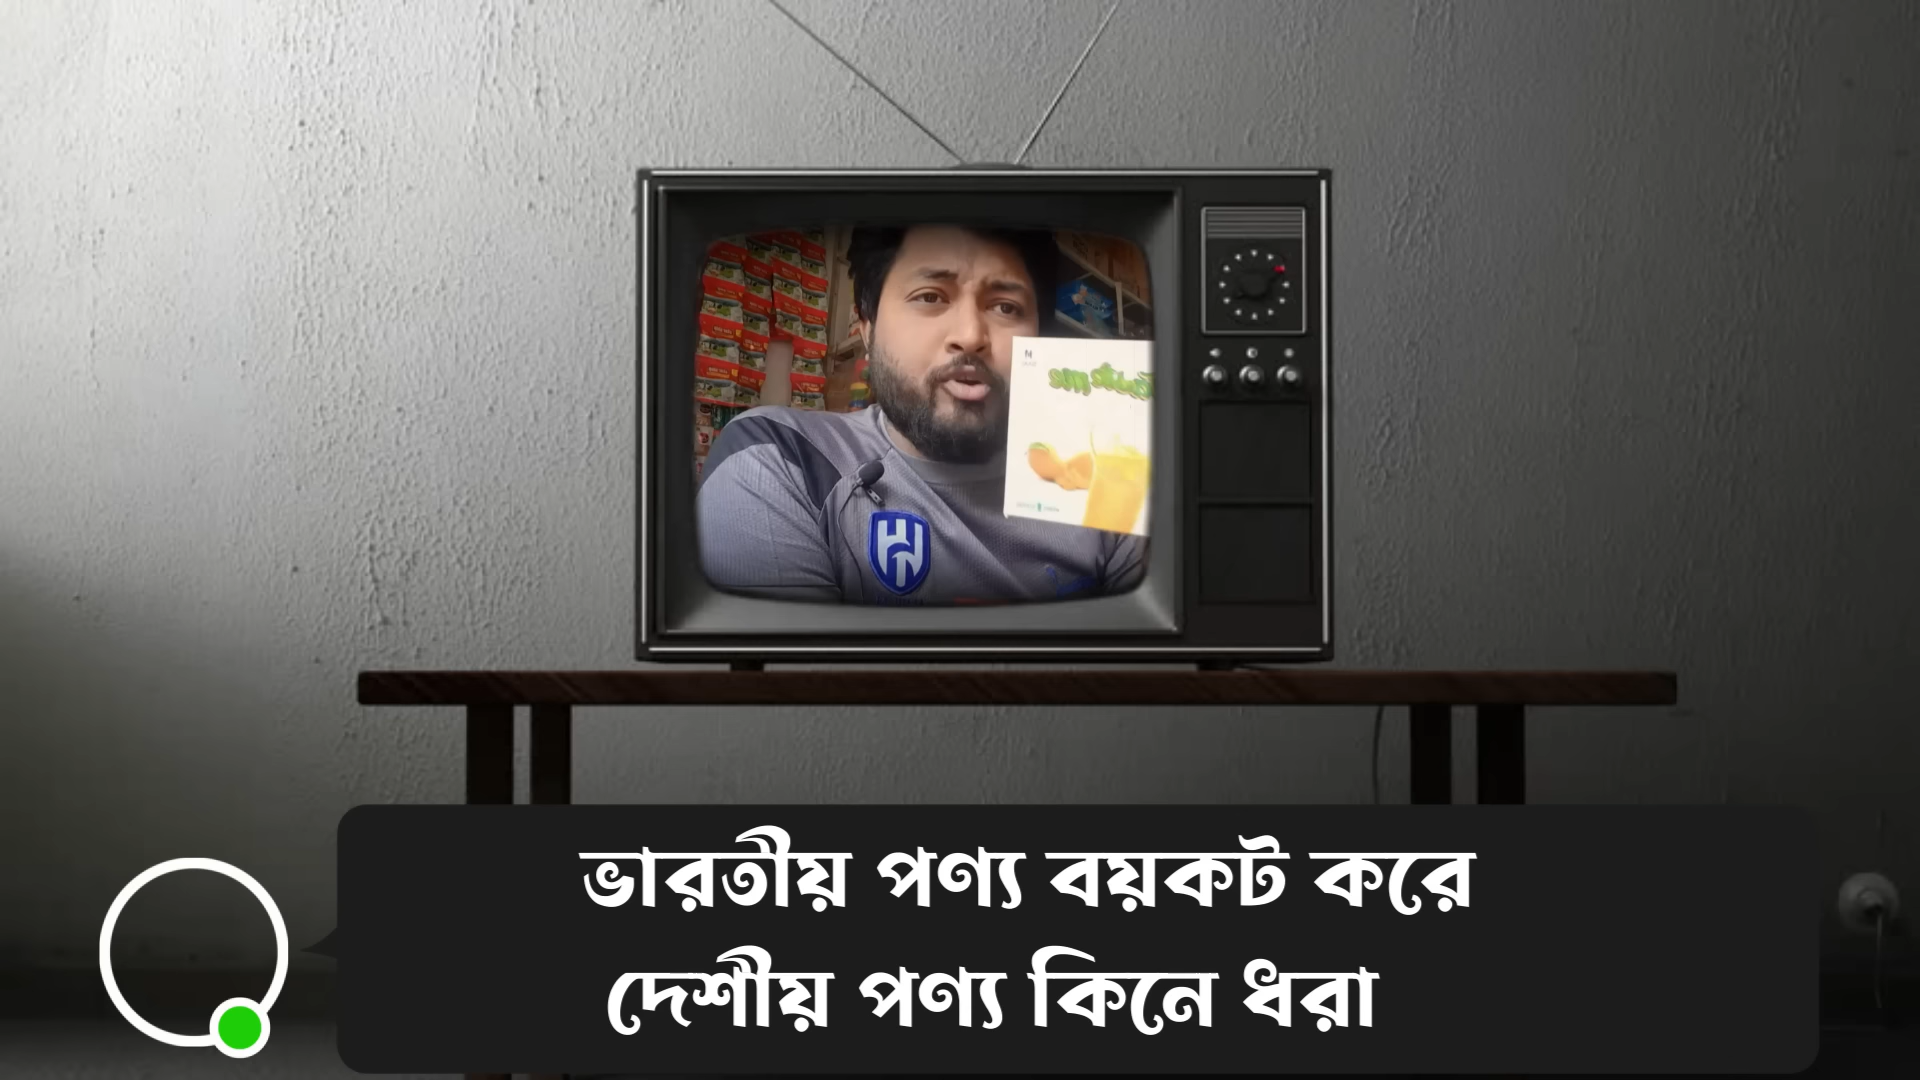 ভারতীয় পণ্য বয়কট করে
দেশীয় পণ্য কিনে ধরা